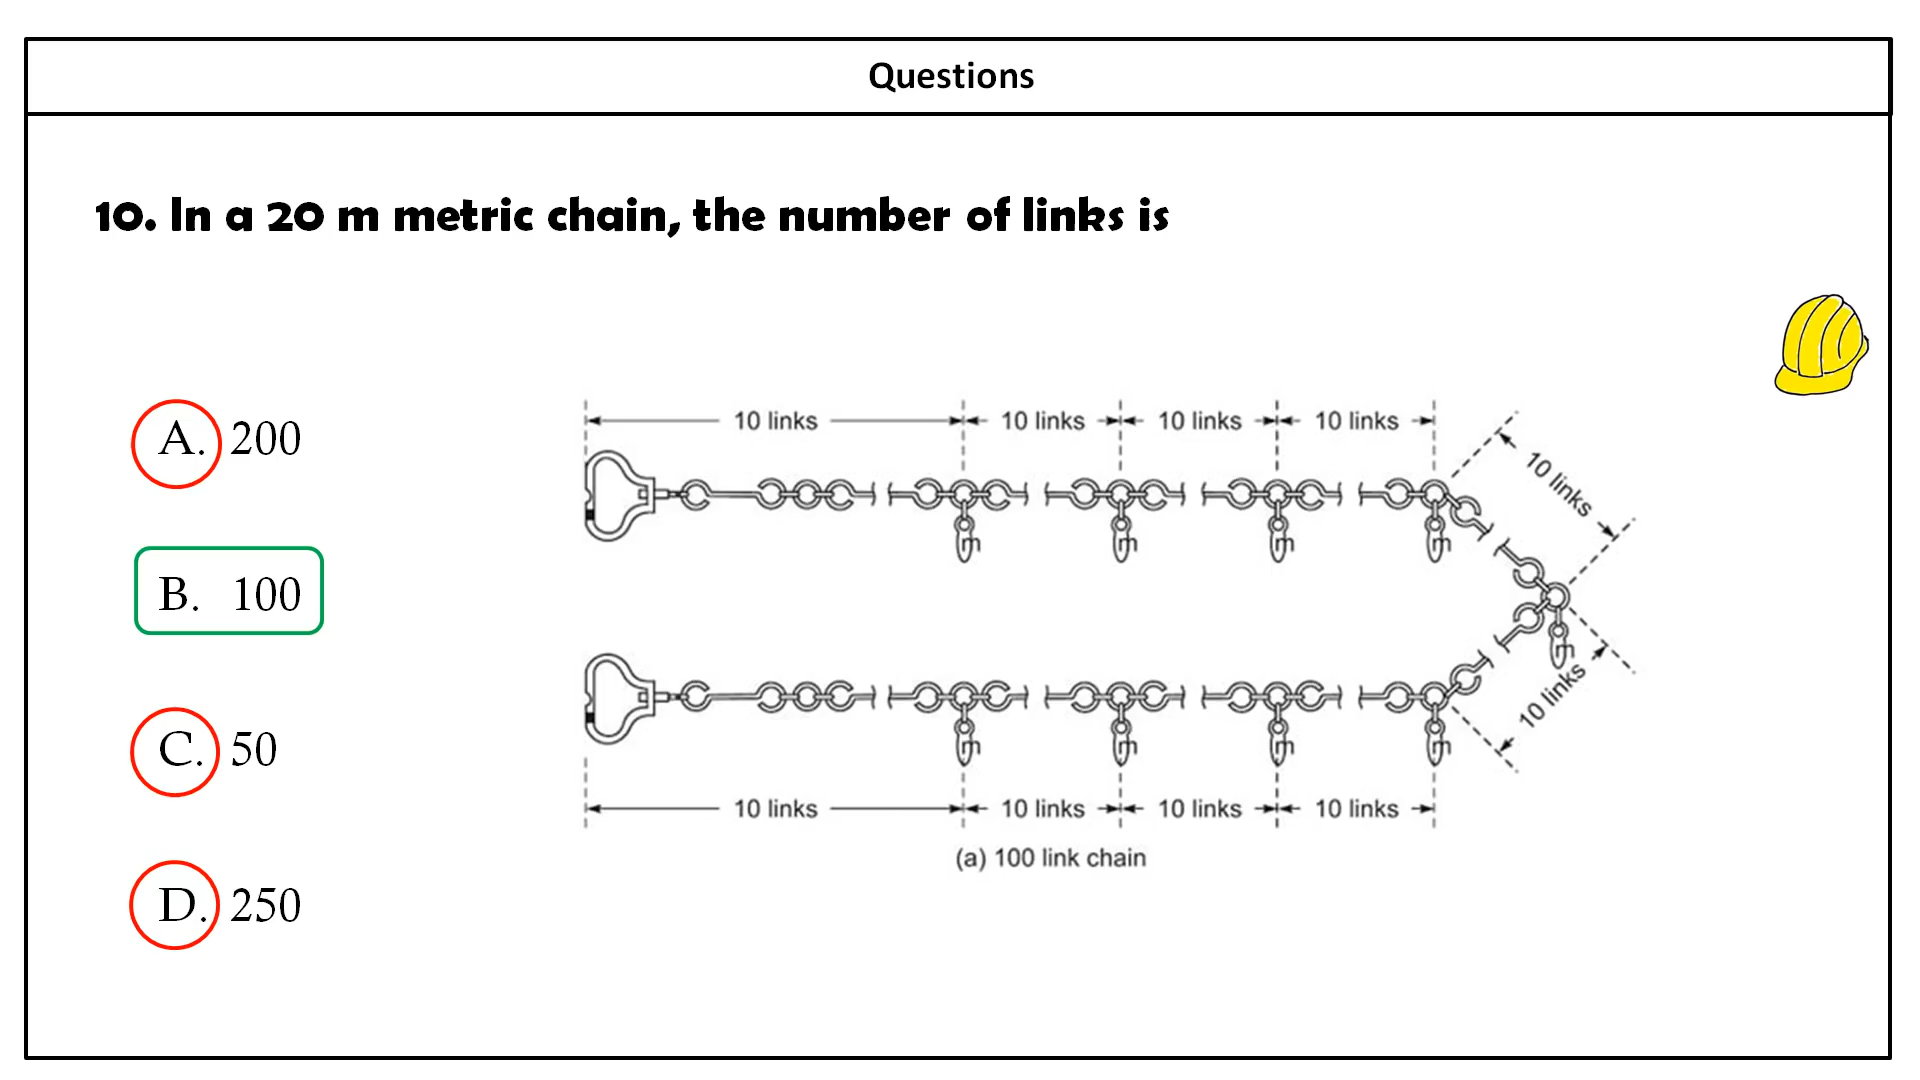 Questions
10. In a 20 m metric chain, the number of links is
A. 200
B. 100
C. 50
D. 250
10 links 10 links 10 links 10 links
10 links
m m m m
m
10 links
m m m m
10 links 10 links 10 links 10 links
(a) 100 link chain